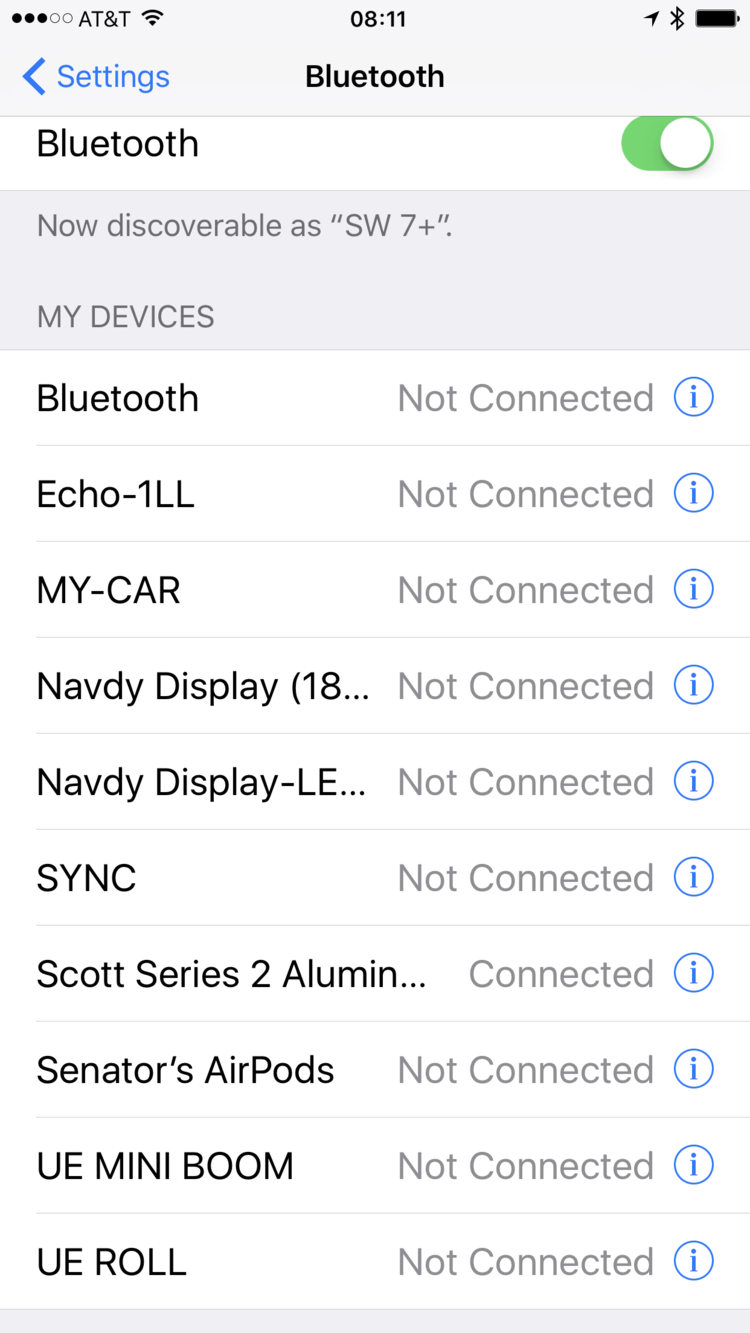 AT&T 08:11
Settings Bluetooth
Bluetooth
Now discoverable as “SW 7+”.
MY DEVICES
Bluetooth Not Connected
Echo-1LL Not Connected
MY-CAR Not Connected
Navdy Display (18... Not Connected
Navdy Display-LE... Not Connected
SYNC Not Connected
Scott Series 2 Alumin... Connected
Senator’s AirPods Not Connected
UE MINI BOOM Not Connected
UE ROLL Not Connected